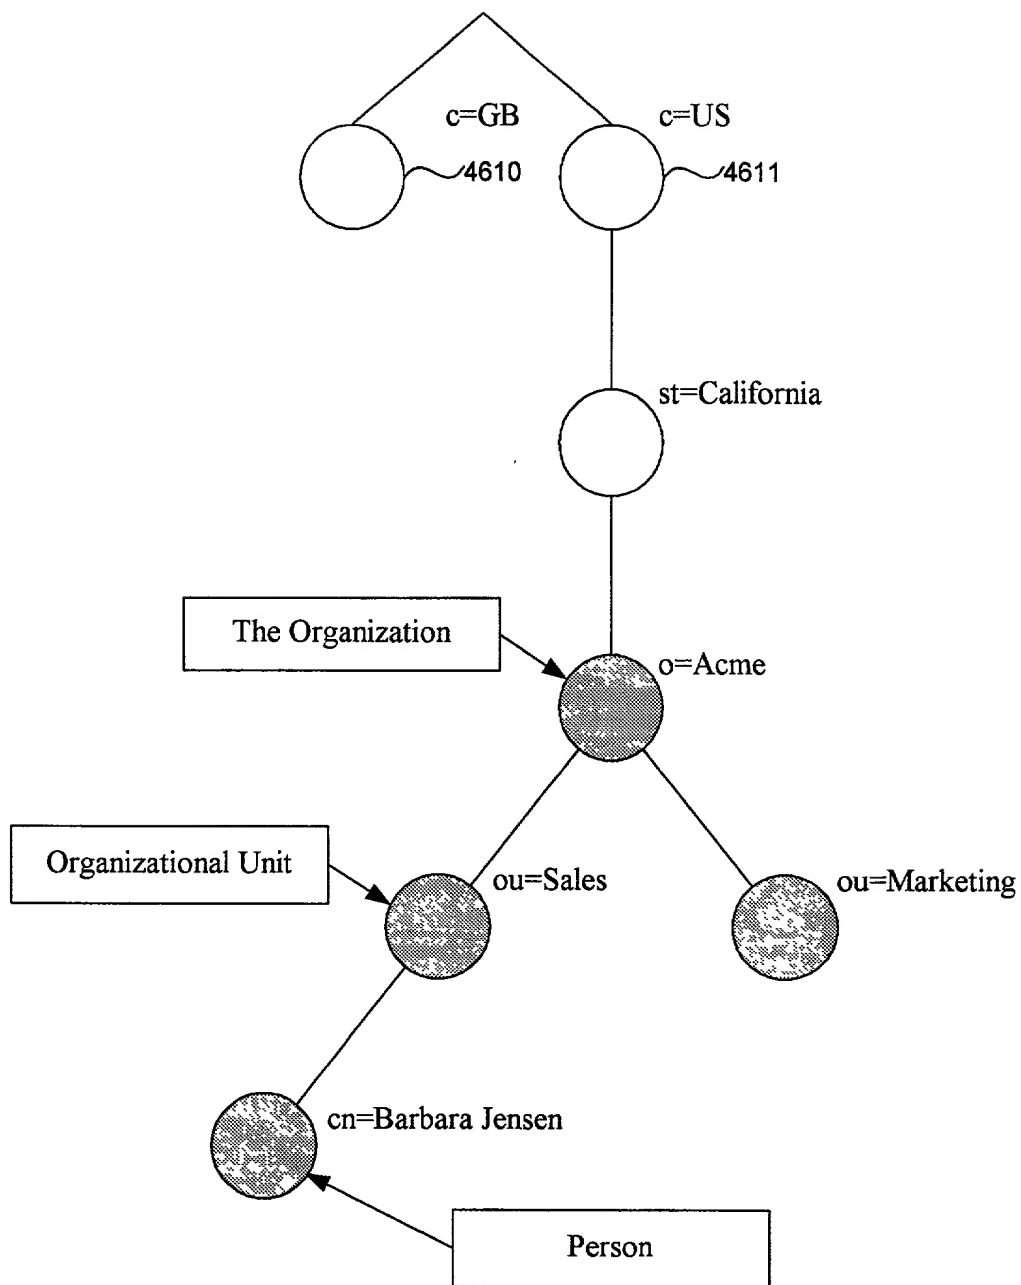 c=GB
c=US
4610
4611
st=California
The Organization
o=Acme
Organizational Unit
ou=Sales
ou=Marketing
cn=Barbara Jensen
Person